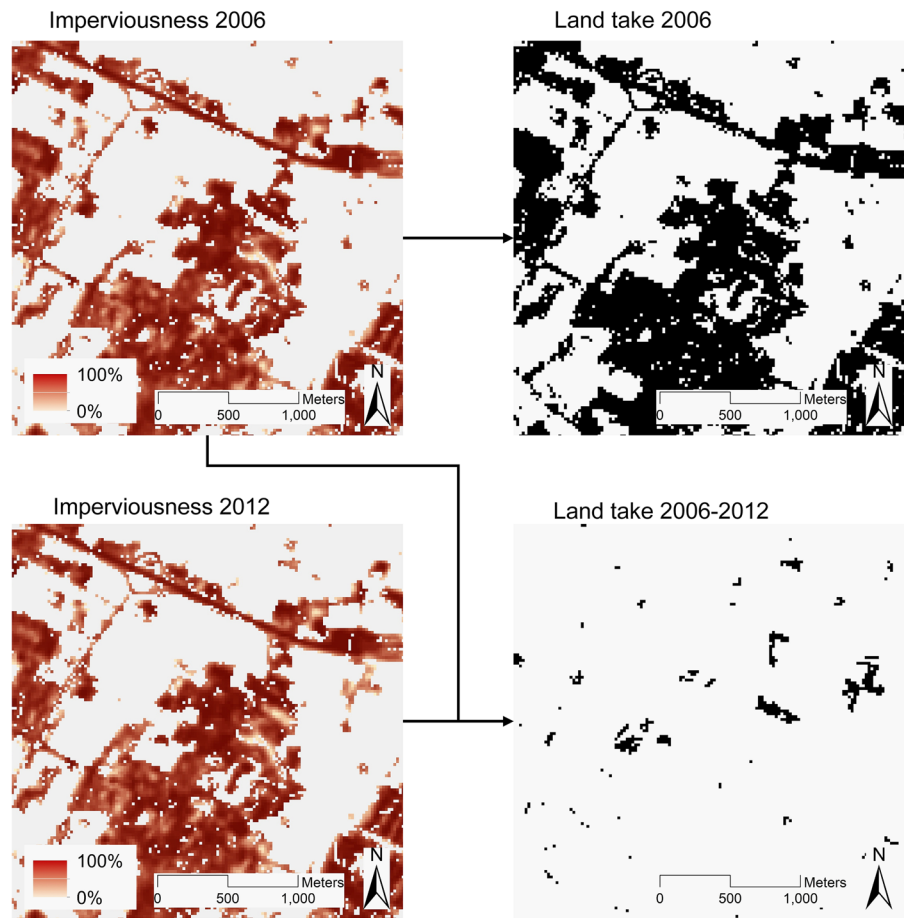 Imperviousness 2006
Land take 2006
100%
0%
0 500 1,000 Meters
N
0 500 1,000 Meters
N
Imperviousness 2012
Land take 2006-2012
100%
0%
0 500 1,000 Meters
N
0 500 1,000 Meters
N